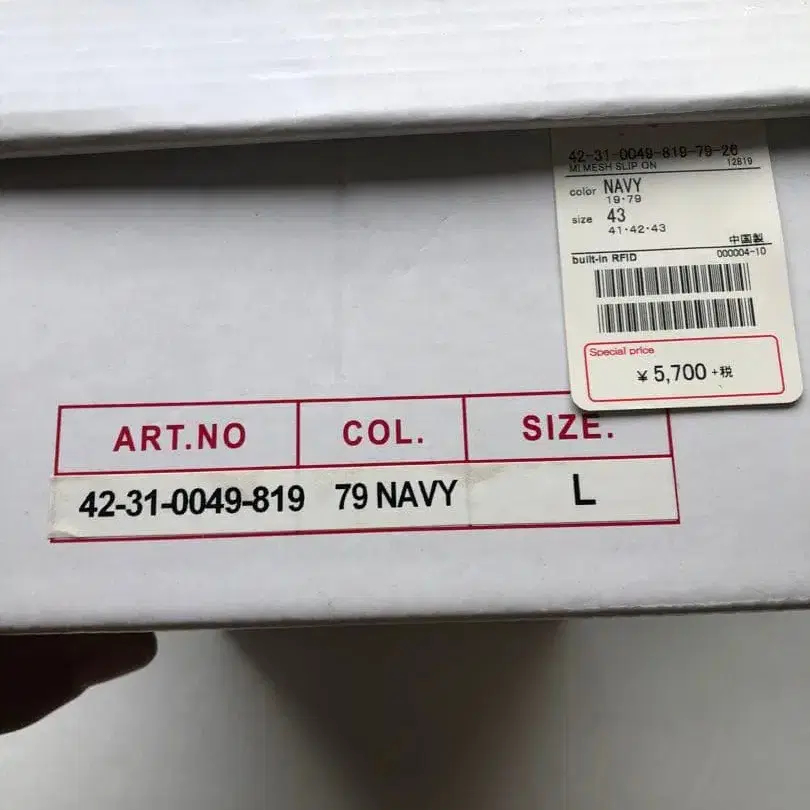 42-31-0049-819-79-26
MI MESH SLIP ON 12819
color NAVY
19·79
size 43
41·42·43
中国製
built-in RFID 000004-10
Special price
¥ 5,700 +税
ART.NO COL. SIZE.
42-31-0049-819 79 NAVY L